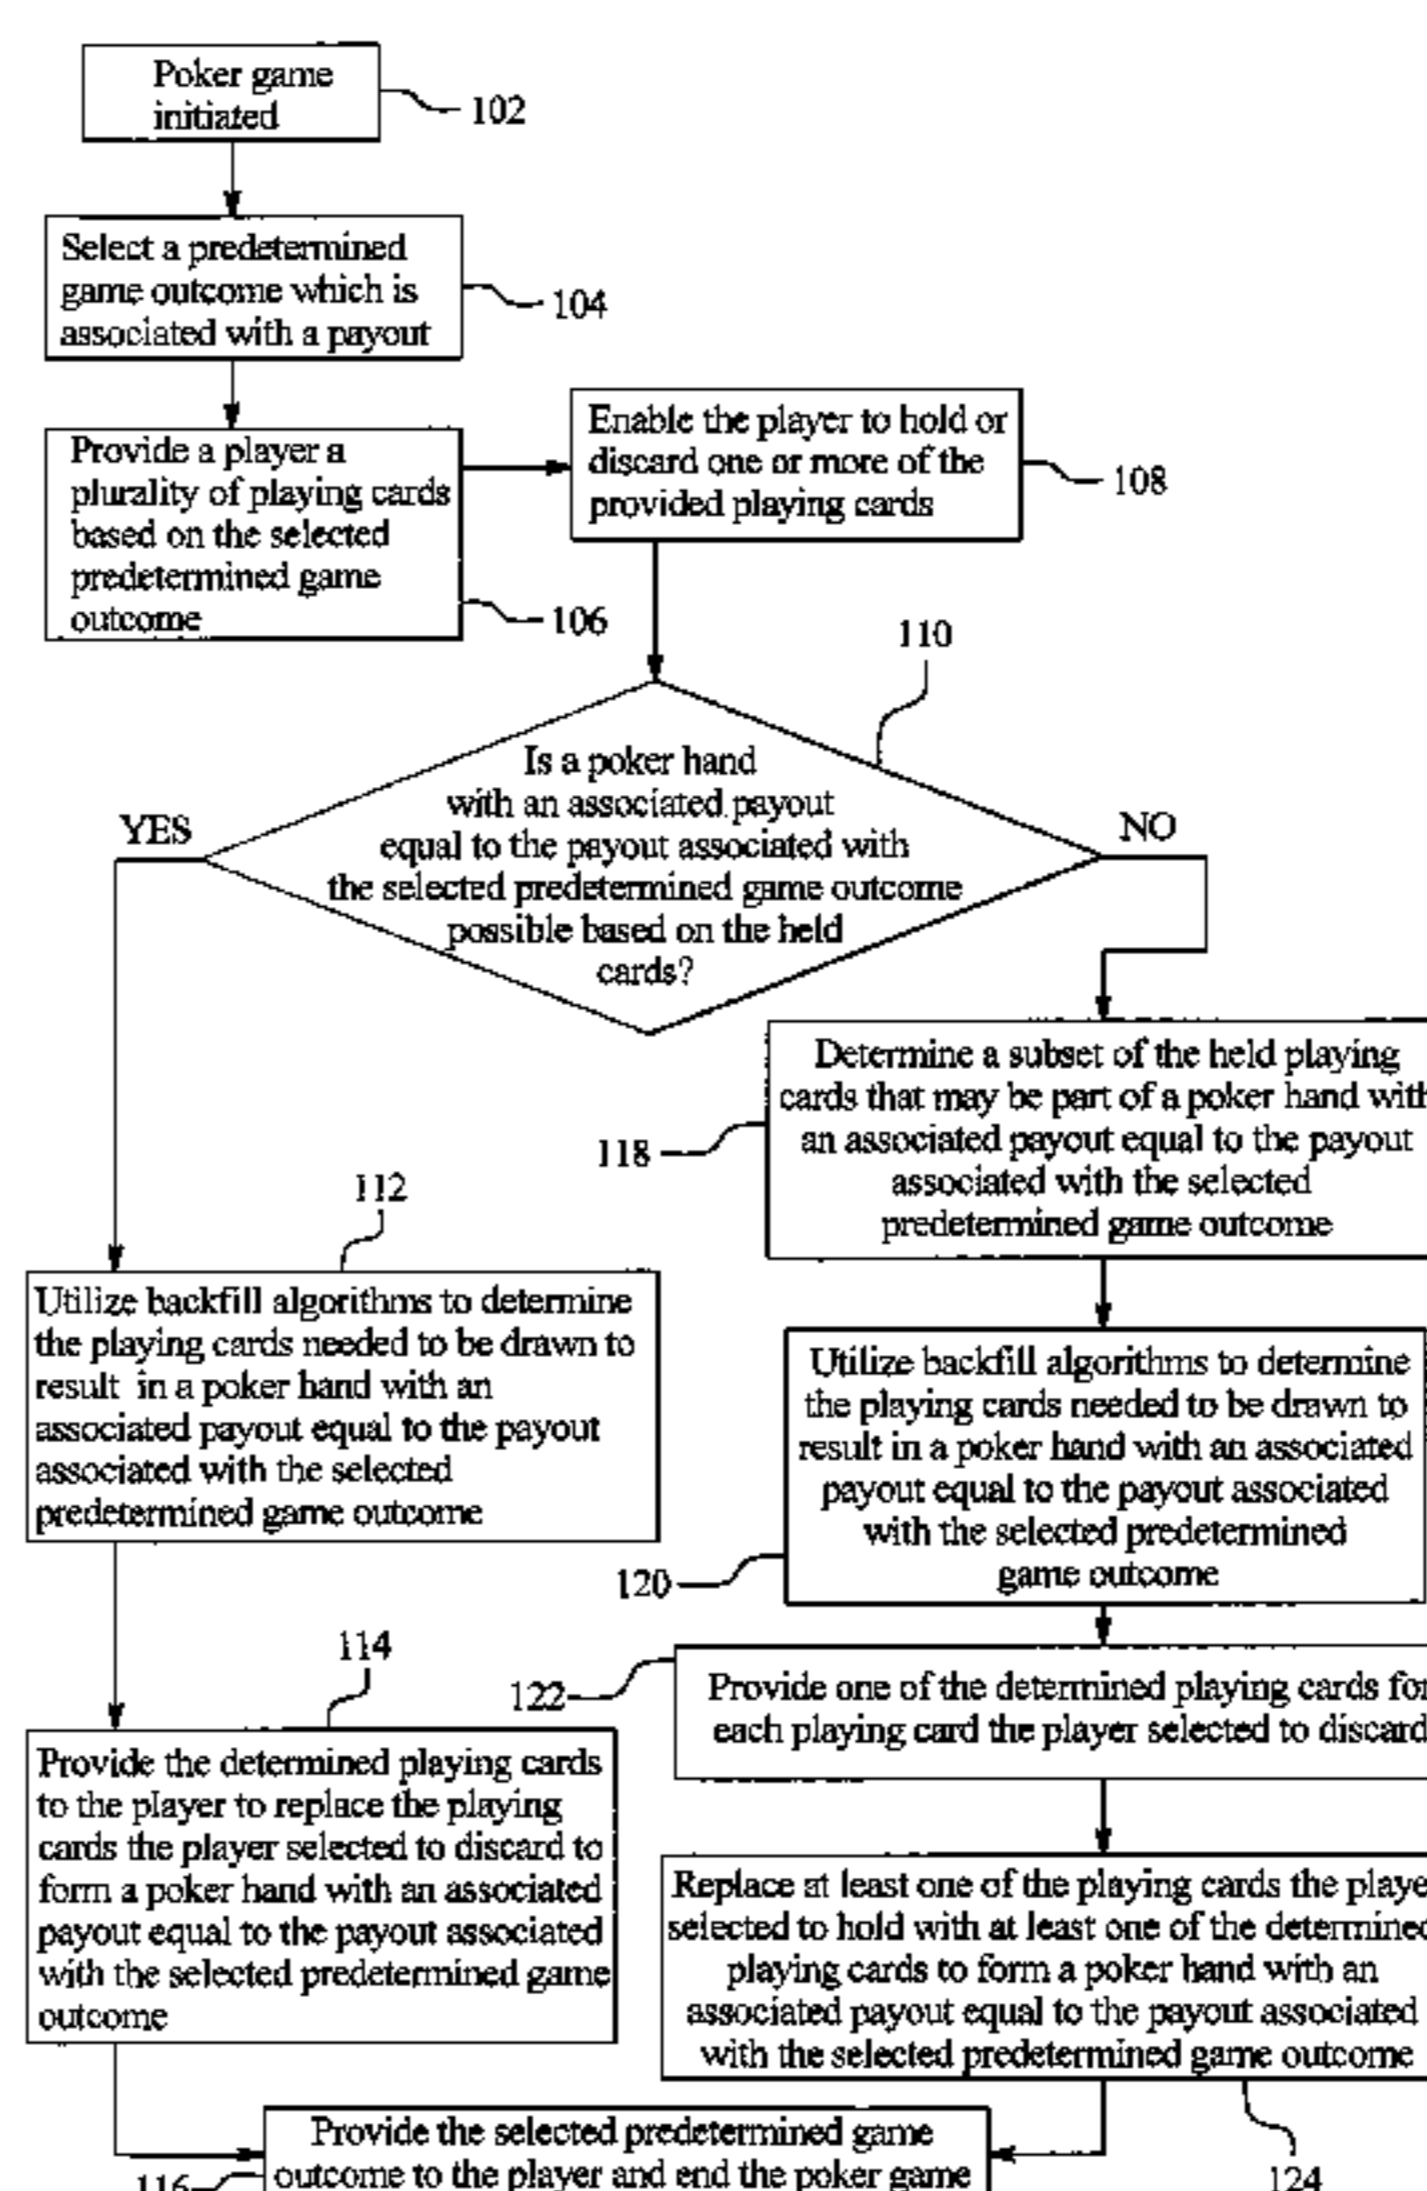 Poker game
initiated
102
Select a predetermined
game outcome which is
associated with a payout
104
Provide a player a
plurality of playing cards
based on the selected
predetermined game
outcome
106
Enable the player to hold or
discard one or more of the
provided playing cards
108
110
Is a poker hand
with an associated payout
equal to the payout associated with
the selected predetermined game outcome
possible based on the held
cards?
YES
NO
Determine a subset of the held playing
cards that may be part of a poker hand with
an associated payout equal to the payout
associated with the selected
predetermined game outcome
118
112
Utilize backfill algorithms to determine
the playing cards needed to be drawn to
result in a poker hand with an
associated payout equal to the payout
associated with the selected
predetermined game outcome
Utilize backfill algorithms to determine
the playing cards needed to be drawn to
result in a poker hand with an associated
payout equal to the payout associated
with the selected predetermined
game outcome
120
114
122
Provide one of the determined playing cards for
each playing card the player selected to discard
Provide the determined playing cards
to the player to replace the playing
cards the player selected to discard to
form a poker hand with an associated
payout equal to the payout associated
with the selected predetermined game
outcome
Replace at least one of the playing cards the playe
selected to hold with at least one of the determined
playing cards to form a poker hand with an
associated payout equal to the payout associated
with the selected predetermined game outcome
Provide the selected predetermined game
outcome to the player and end the poker game
116
124